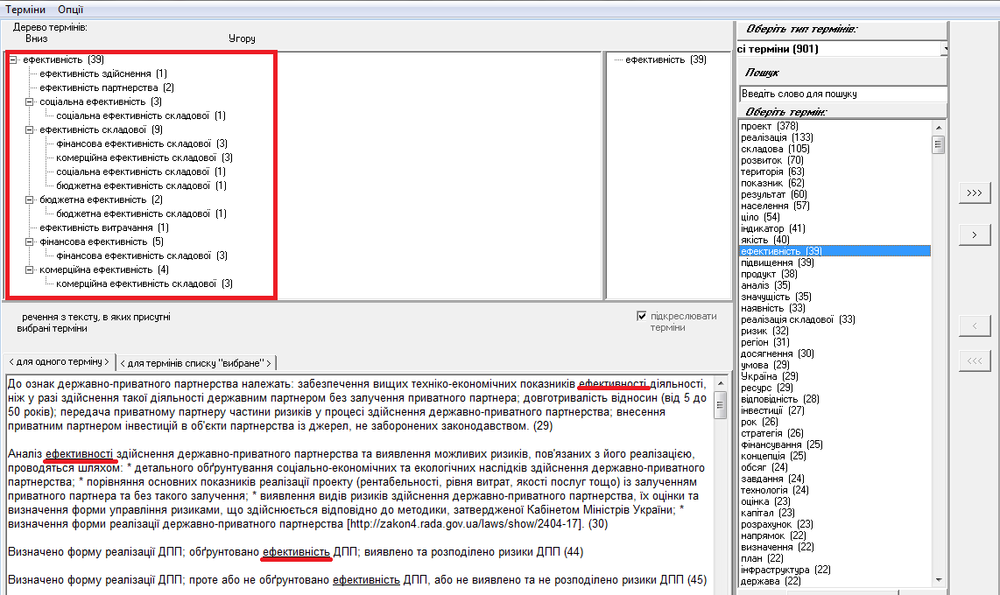 Терміни Опції
Дерево термінів:
Вниз Угору
ефективність (39)
ефективність здійснення (1)
ефективність партнерства (2)
соціальна ефективність (3)
соціальна ефективність складової (1)
ефективність складової (9)
фінансова ефективність складової (3)
комерційна ефективність складової (3)
соціальна ефективність складової (1)
бюджетна ефективність складової (1)
бюджетна ефективність (2)
бюджетна ефективність складової (1)
ефективність витрачання (1)
фінансова ефективність (5)
фінансова ефективність складової (3)
комерційна ефективність (4)
комерційна ефективність складової (3)
ефективність (39)
речення з тексту, в яких присутні
вибрані терміни
підкреслювати
терміни
< для одного терміну >
< для термінів списку "вибране" >
До ознак державно-приватного партнерства належать: забезпечення вищих техніко-економічних показників ефективності діяльності,
ніж у разі здійснення такої діяльності державним партнером без залучення приватного партнера; довготривалість відносин (від 5 до
50 років); передача приватному партнеру частини ризиків у процесі здійснення державно-приватного партнерства; внесення
приватним партнером інвестицій в об'єкти партнерства із джерел, не заборонених законодавством. (29)
Аналіз ефективності здійснення державно-приватного партнерства та виявлення можливих ризиків, пов'язаних з його реалізацією,
проводяться шляхом: * детального обґрунтування соціально-економічних та екологічних наслідків здійснення державно-приватного
партнерства; * порівняння основних показників реалізації проекту (рентабельності, рівня витрат, якості послуг тощо) із залученням
приватного партнера та без такого залучення; * виявлення видів ризиків здійснення державно-приватного партнерства, їх оцінки та
визначення форми управління ризиками, що здійснюється відповідно до методики, затвердженої Кабінетом Міністрів України; *
визначення форми реалізації державно-приватного партнерства [http://zakon4.rada.gov.ua/laws/show/2404-17]. (30)
Визначено форму реалізації ДПП; обґрунтовано ефективність ДПП; виявлено та розподілено ризики ДПП (44)
Визначено форму реалізації ДПП; проте або не обґрунтовано ефективність ДПП, або не виявлено та не розподілено ризики ДПП (45)
Оберіть тип термінів:
сі терміни (901)
Пошук
Введіть слово для пошуку
Оберіть термін:
проект (378)
реалізація (133)
складова (105)
розвиток (70)
територія (63)
показник (62)
результат (60)
населення (57)
ціло (54)
індикатор (41)
якість (40)
ефективність (39)
підвищення (39)
продукт (38)
аналіз (35)
значущість (35)
наявність (33)
реалізація складової (33)
ризик (32)
регіон (31)
досягнення (30)
умова (29)
Україна (29)
ресурс (29)
відповідність (28)
інвестиції (27)
рок (26)
стратегія (26)
фінансування (25)
концепція (25)
обсяг (24)
завдання (24)
технологія (24)
оцінка (23)
капітал (23)
розрахунок (23)
напрямок (22)
визначення (22)
план (22)
інфраструктура (22)
держава (22)
>>>
>
<
<<<